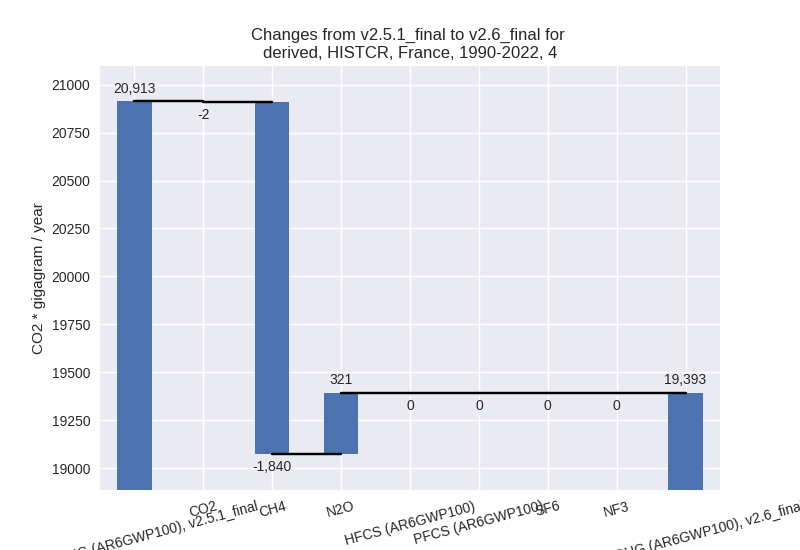 Changes from v2.5.1_final to v2.6_final for
derived, HISTCR, France, 1990-2022, 4
CO2 * gigagram / year
21000
20750
20500
20250
20000
19750
19500
19250
19000
20,913
-2
-1,840
321
0
0
0
0
19,393
(AR6GWP100), v2.5.1_final
CO2
CH4
N2O
HFCS (AR6GWP100)
PFCS (AR6GWP100)
SF6
NF3
(AR6GWP100), v2.6_final